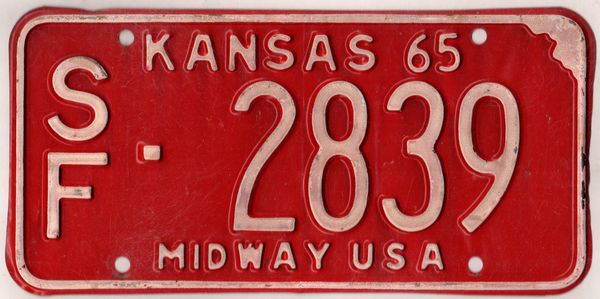 KANSAS 65
SF · 2839
MIDWAY USA